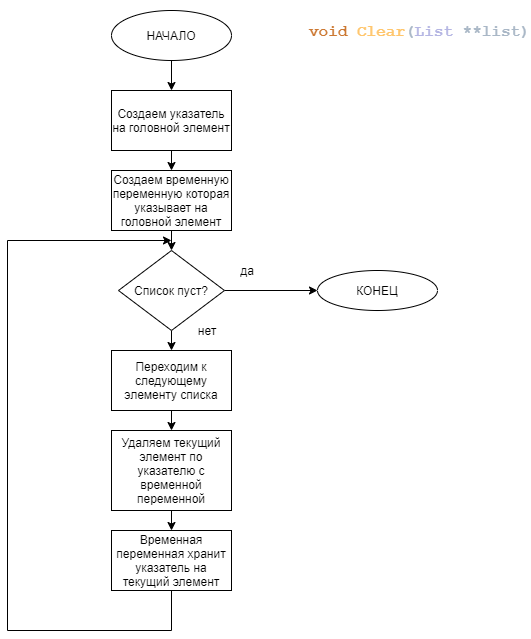 НАЧАЛО
void Clear(List **list)
Создаем указатель
на головной элемент
Создаем временную
переменную которая
указывает на
головной элемент
Список пуст?
да
КОНЕЦ
нет
Переходим к
следующему
элементу списка
Удаляем текущий
элемент по
указателю с
временной
переменной
Временная
переменная хранит
указатель на
текущий элемент